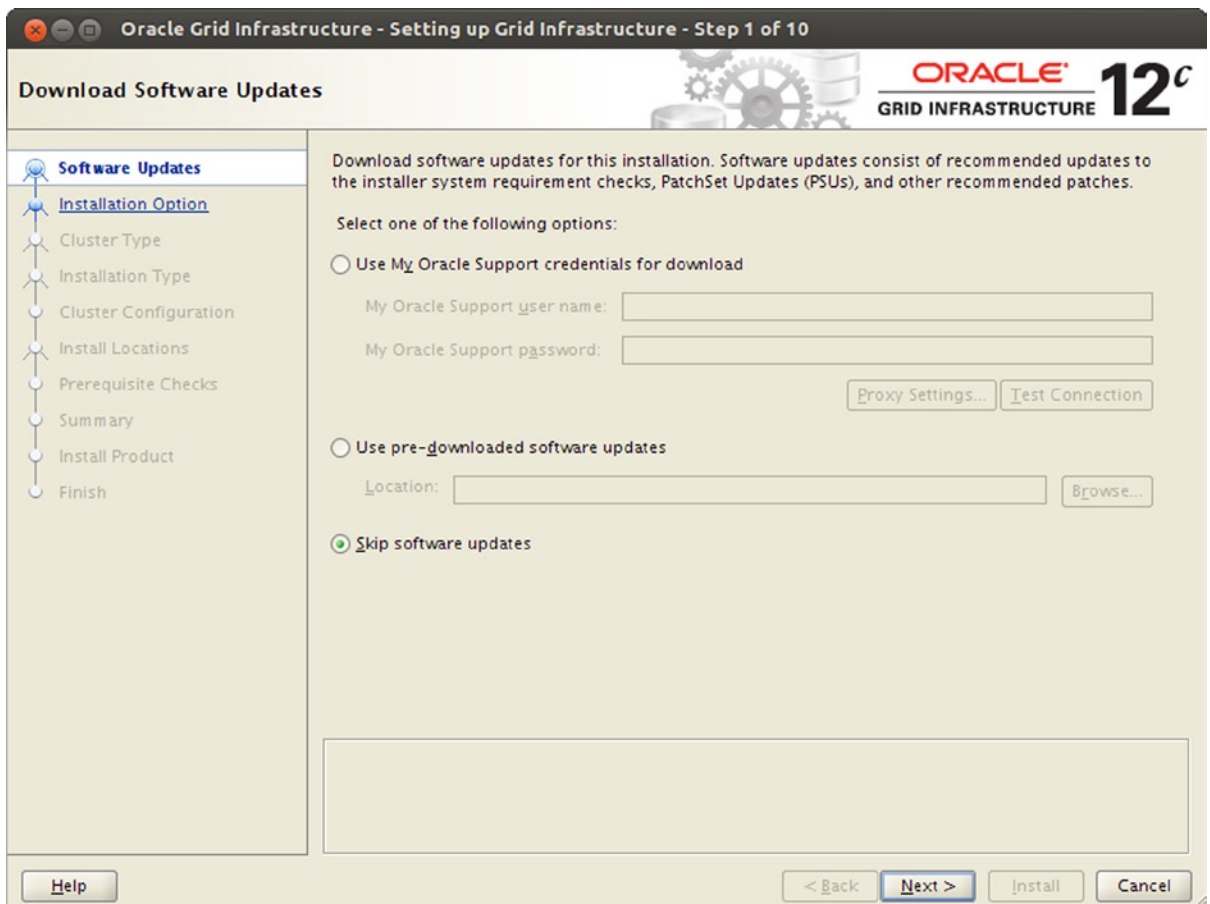 Oracle Grid Infrastructure - Setting up Grid Infrastructure - Step 1 of 10
Download Software Updates
ORACLE
GRID INFRASTRUCTURE
12c
Software Updates
Installation Option
Cluster Type
Installation Type
Cluster Configuration
Install Locations
Prerequisite Checks
Summary
Install Product
Finish
Download software updates for this installation. Software updates consist of recommended updates to
the installer system requirement checks, PatchSet Updates (PSUs), and other recommended patches.
Select one of the following options:
Use My Oracle Support credentials for download
My Oracle Support user name:
My Oracle Support password:
Proxy Settings...
Test Connection
Use pre-downloaded software updates
Location:
Browse...
Skip software updates
Help
< Back
Next >
Install
Cancel